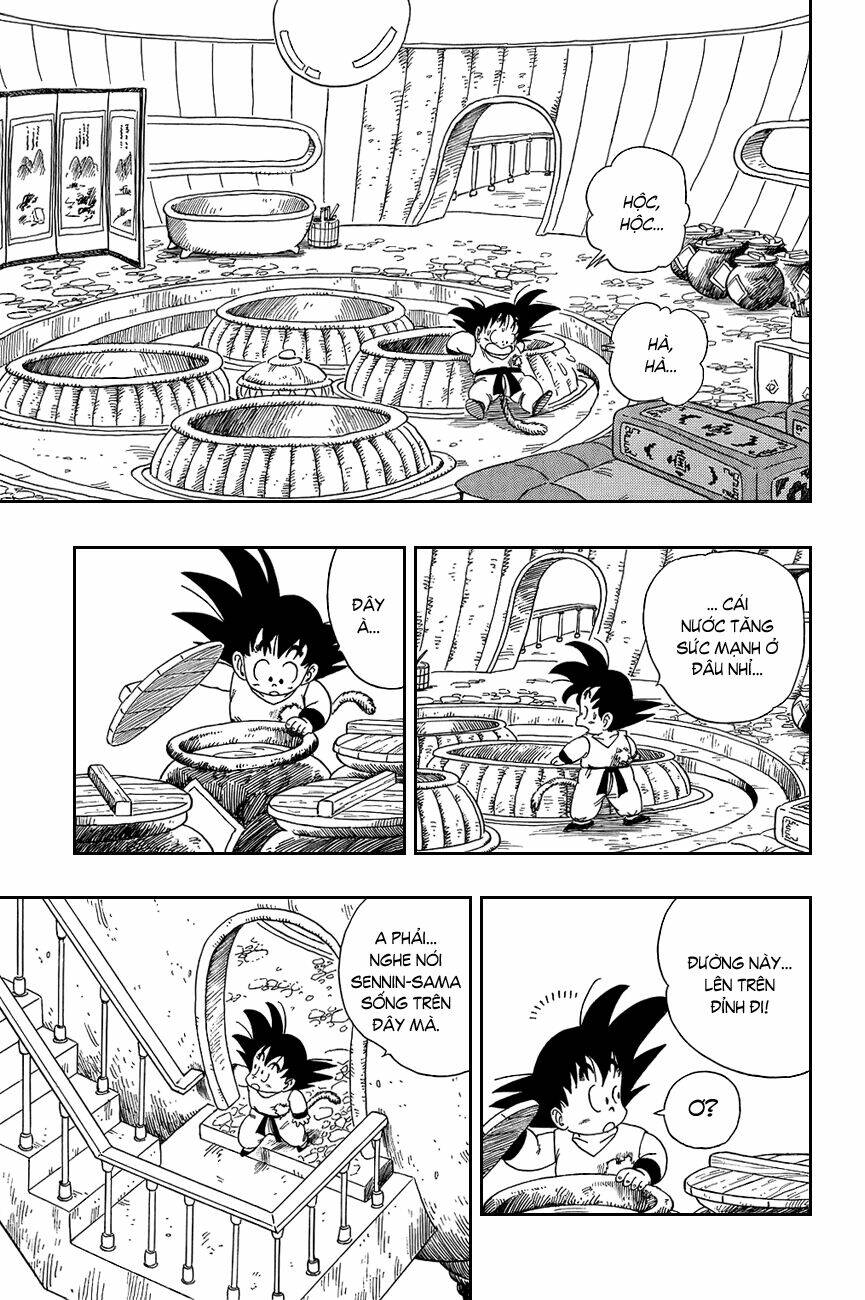 HỘC,
HỘC...
HÀ,
HÀ...
... CÁI
NƯỚC TĂNG
SỨC MẠNH Ở
ĐÂU NHỈ...
ĐÂY
À...
ĐƯỜNG NÀY...
LÊN TRÊN
ĐỈNH ĐI!
Ơ?
A PHẢI...
NGHE NÓI
SENNIN-SAMA
SỐNG TRÊN
ĐÂY MÀ.